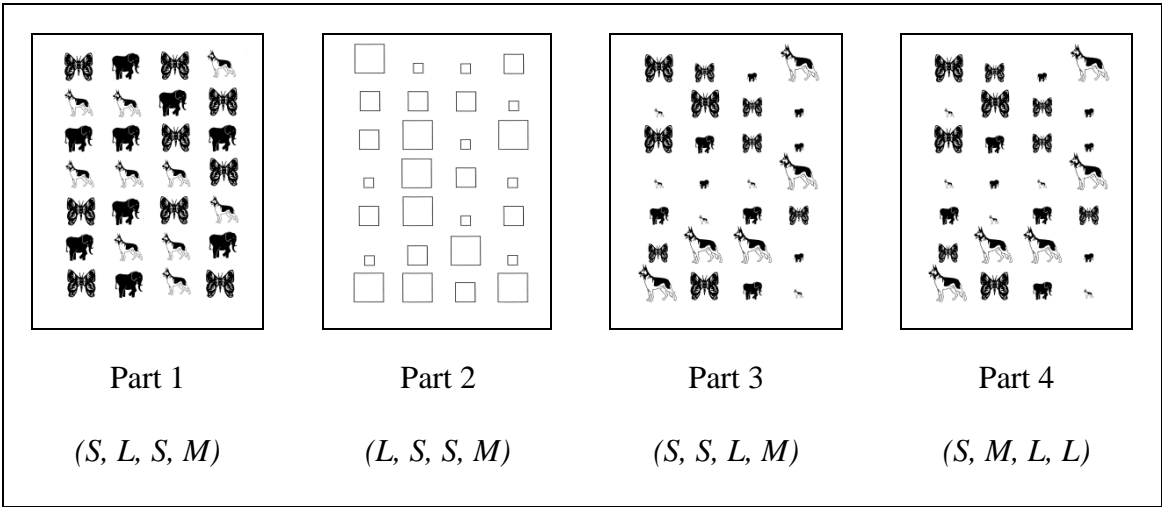 Part 1 Part 2 Part 3 Part 4
(S, L, S, M) (L, S, S, M) (S, S, L, M) (S, M, L, L)